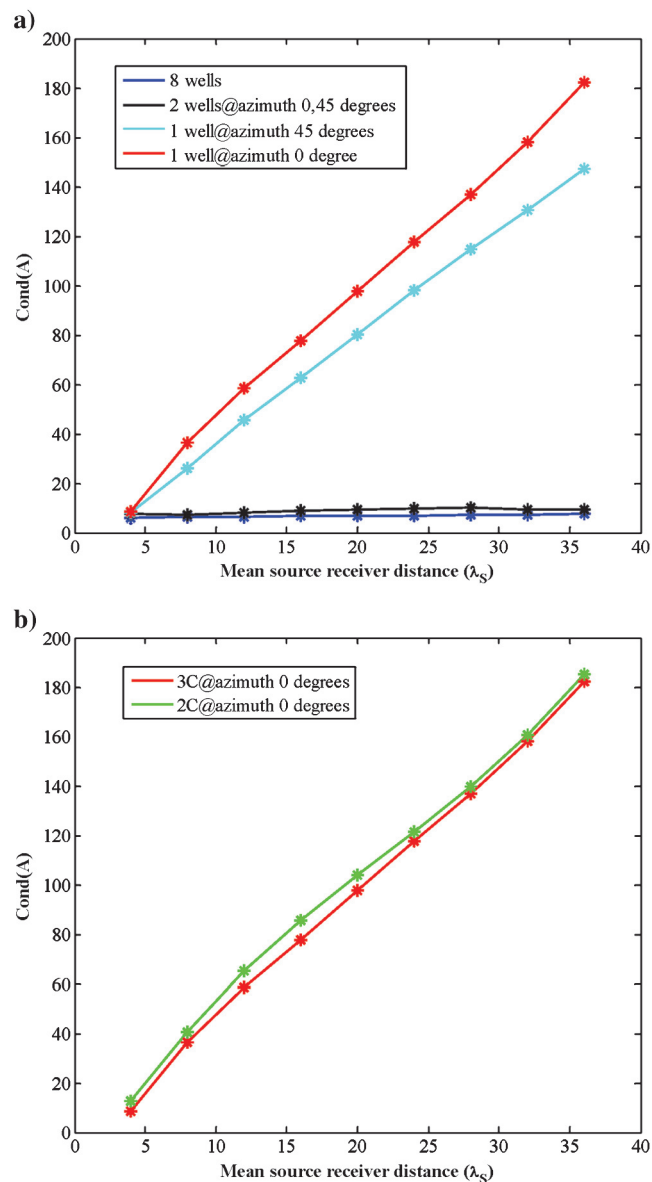 a)
200
180
160
140
120
100
80
60
40
20
0
Cond(A)
8 wells
2 wells@azimuth 0,45 degrees
1 well@azimuth 45 degrees
1 well@azimuth 0 degree
0 5 10 15 20 25 30 35 40
Mean source receiver distance (λS)
b)
200
180
160
140
120
100
80
60
40
20
0
Cond(A)
3C@azimuth 0 degrees
2C@azimuth 0 degrees
0 5 10 15 20 25 30 35 40
Mean source receiver distance (λS)